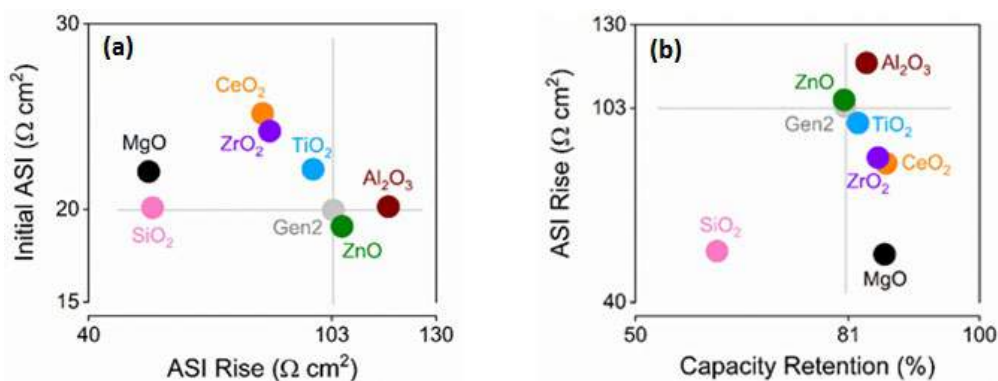 (a)
Initial ASI (Ω cm²)
30
20
15
CeO₂
ZrO₂
MgO
TiO₂
SiO₂
Al₂O₃
Gen2
ZnO
40
103
130
ASI Rise (Ω cm²)
(b)
ASI Rise (Ω cm²)
130
103
40
Al₂O₃
ZnO
Gen2
TiO₂
CeO₂
ZrO₂
SiO₂
MgO
50
81
100
Capacity Retention (%)